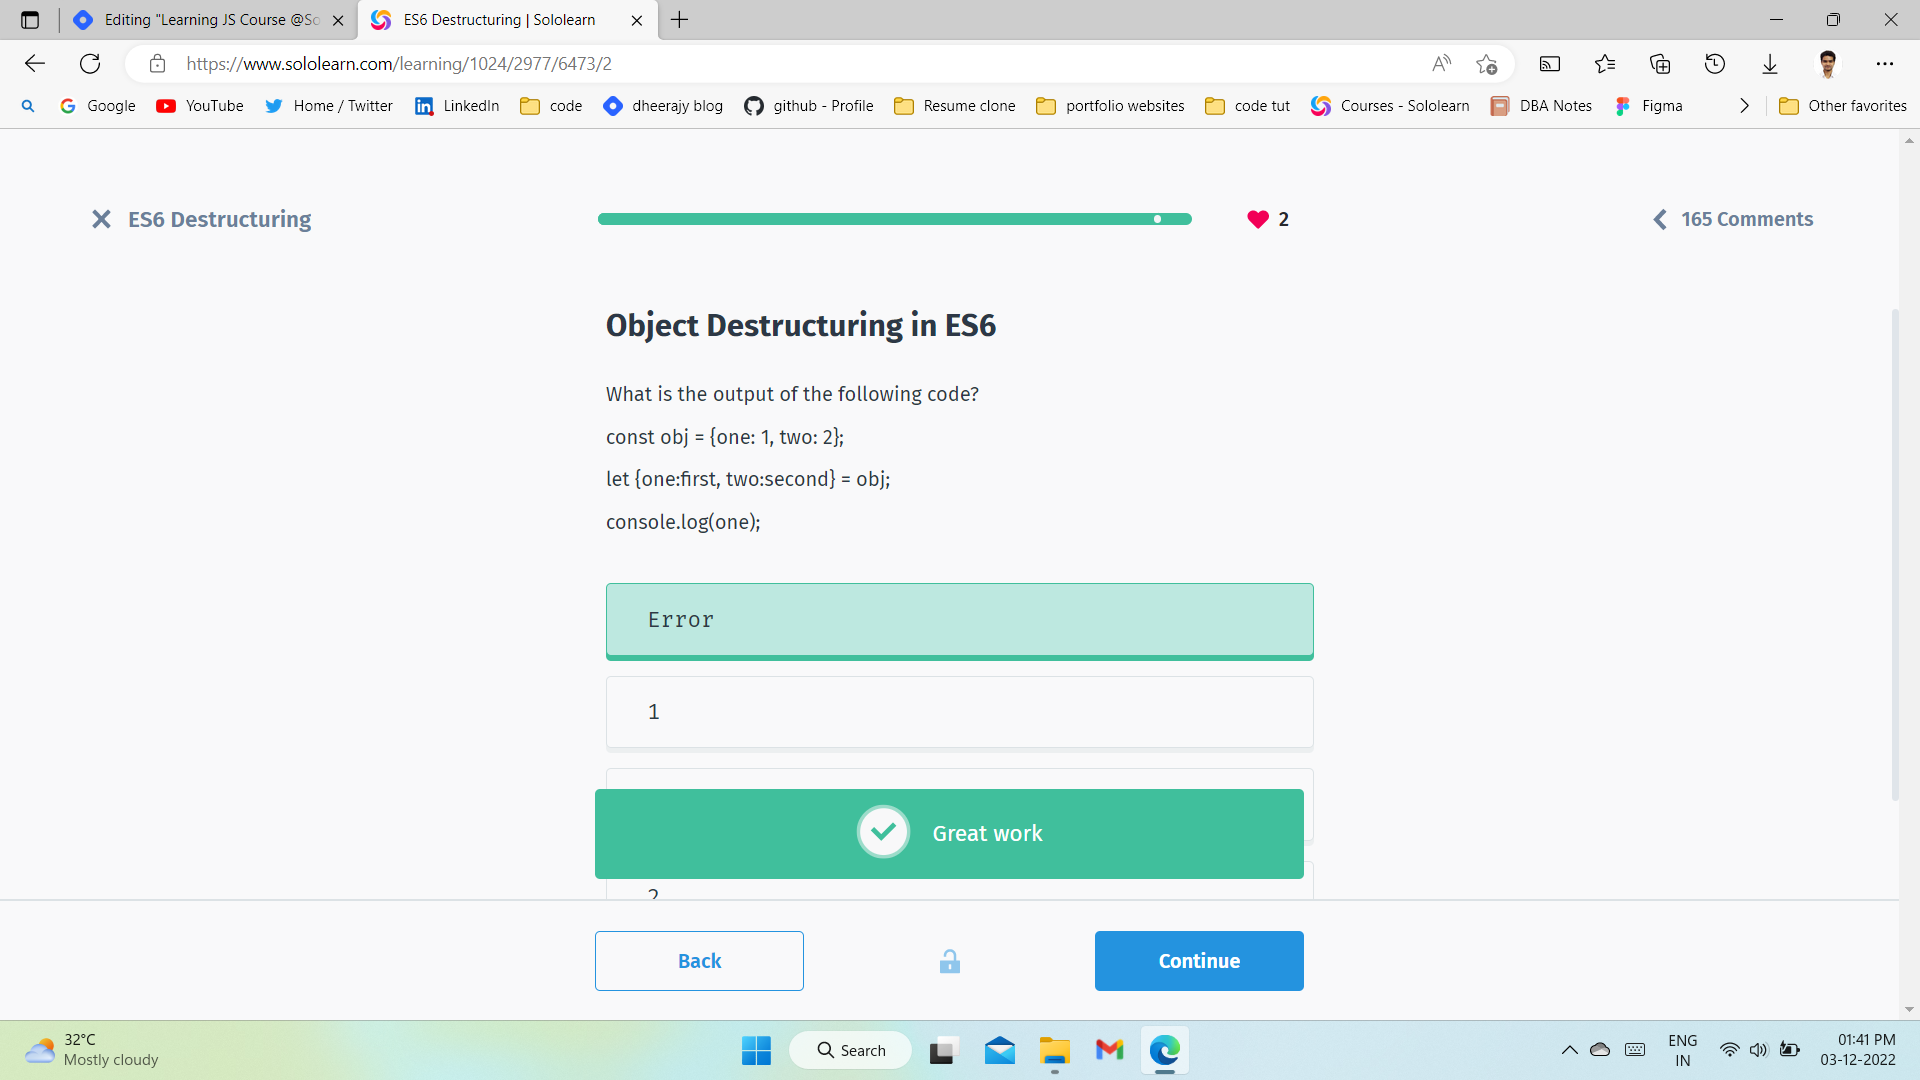 Editing "Learning JS Course @So
ES6 Destructuring | Sololearn
https://www.sololearn.com/learning/1024/2977/6473/2
Google
YouTube
Home / Twitter
LinkedIn
code
dheerajy blog
github - Profile
Resume clone
portfolio websites
code tut
Courses - Sololearn
DBA Notes
Figma
Other favorites
ES6 Destructuring
2
165 Comments
Object Destructuring in ES6
What is the output of the following code?
const obj = {one: 1, two: 2};
let {one:first, two:second} = obj;
console.log(one);
Error
1
Great work
2
Back
Continue
32°C
Mostly cloudy
Search
ENG
IN
01:41 PM
03-12-2022